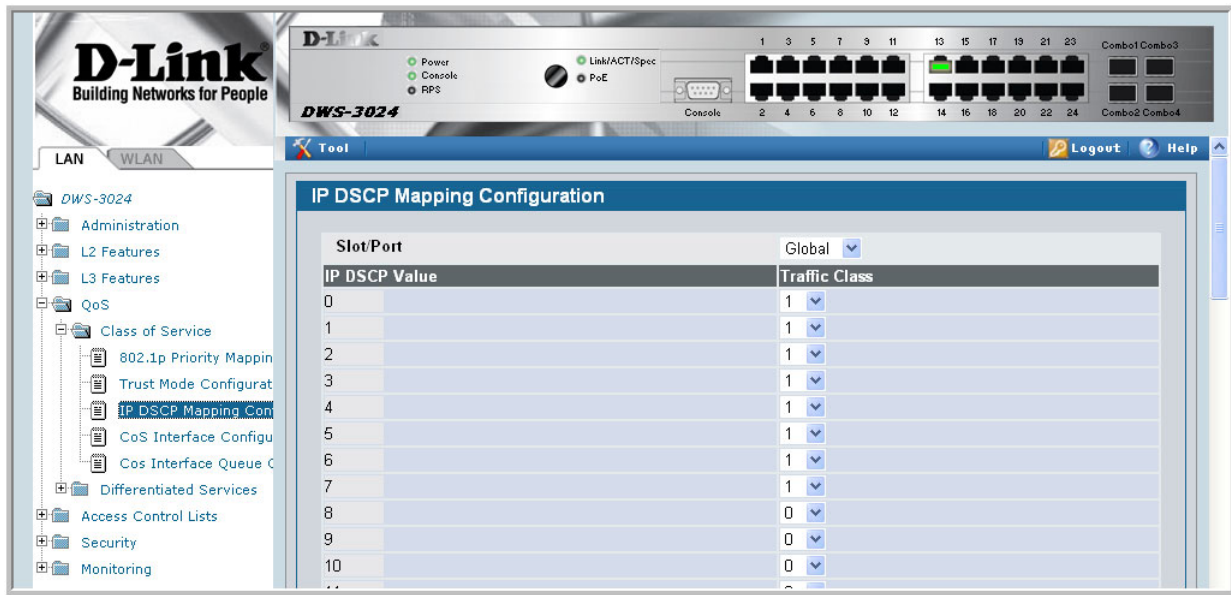 D-Link
Building Networks for People
D-Link
Power
Console
RPS
Link/ACT/Spec
PoE
DWS-3024
Console
1 3 5 7 9 11 13 15 17 19 21 23
Combo1 Combo3
2 4 6 8 10 12 14 16 18 20 22 24
Combo2 Combo4
LAN WLAN
Tool
Logout Help
DWS-3024
Administration
L2 Features
L3 Features
QoS
Class of Service
802.1p Priority Mappin
Trust Mode Configurat
IP DSCP Mapping Con
CoS Interface Configu
Cos Interface Queue C
Differentiated Services
Access Control Lists
Security
Monitoring
IP DSCP Mapping Configuration
Slot/Port Global
IP DSCP Value Traffic Class
0 1
1 1
2 1
3 1
4 1
5 1
6 1
7 1
8 0
9 0
10 0